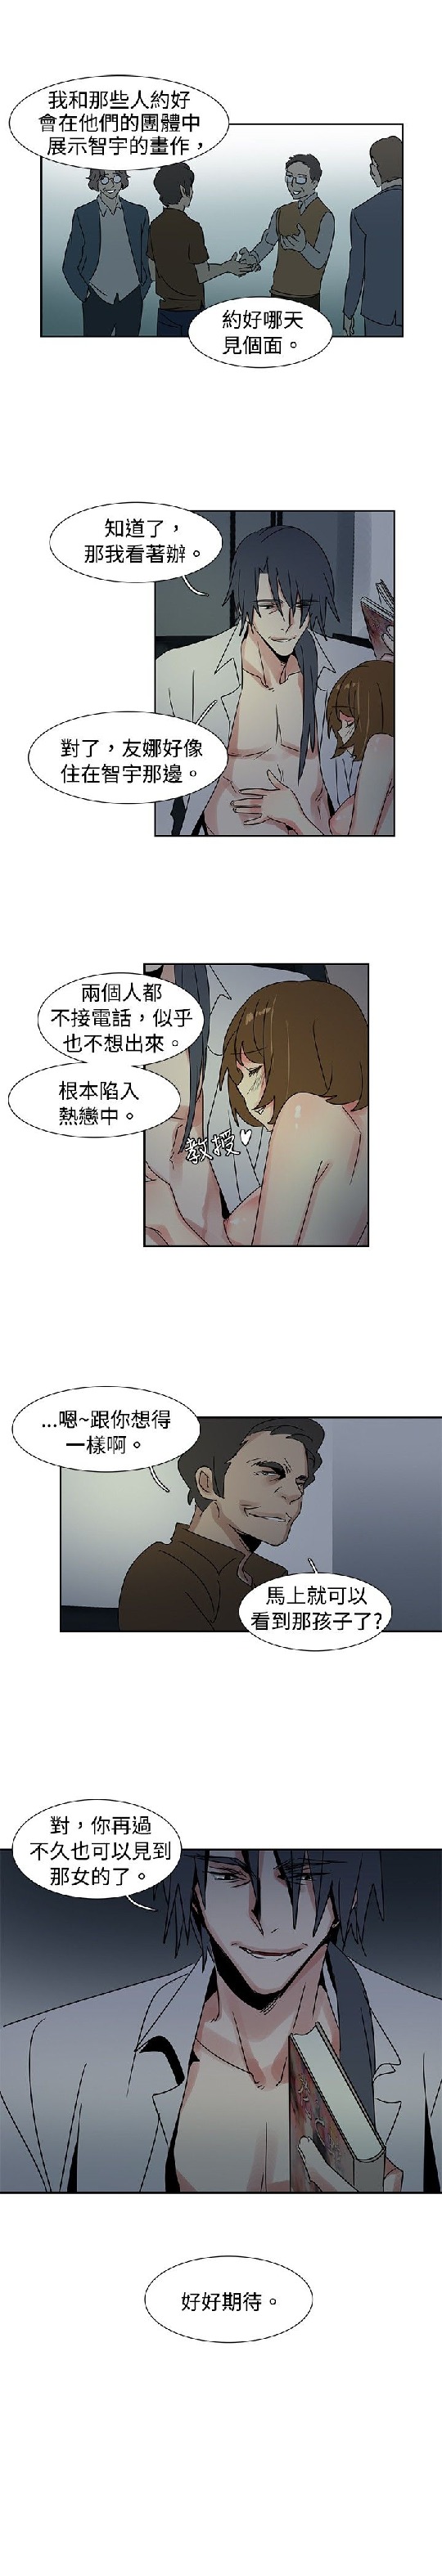 我和那些人約好
會在他們的團體中
展示智宇的畫作，
約好哪天
見個面。
知道了，
那我看著辦。
對了，友娜好像
住在智宇那邊。
兩個人都
不接電話，似乎
也不想出來。
根本陷入
熱戀中。
教授♡
...嗯~跟你想得
一樣啊。
馬上就可以
看到那孩子了?
對，你再過
不久也可以見到
那女的了。
好好期待。